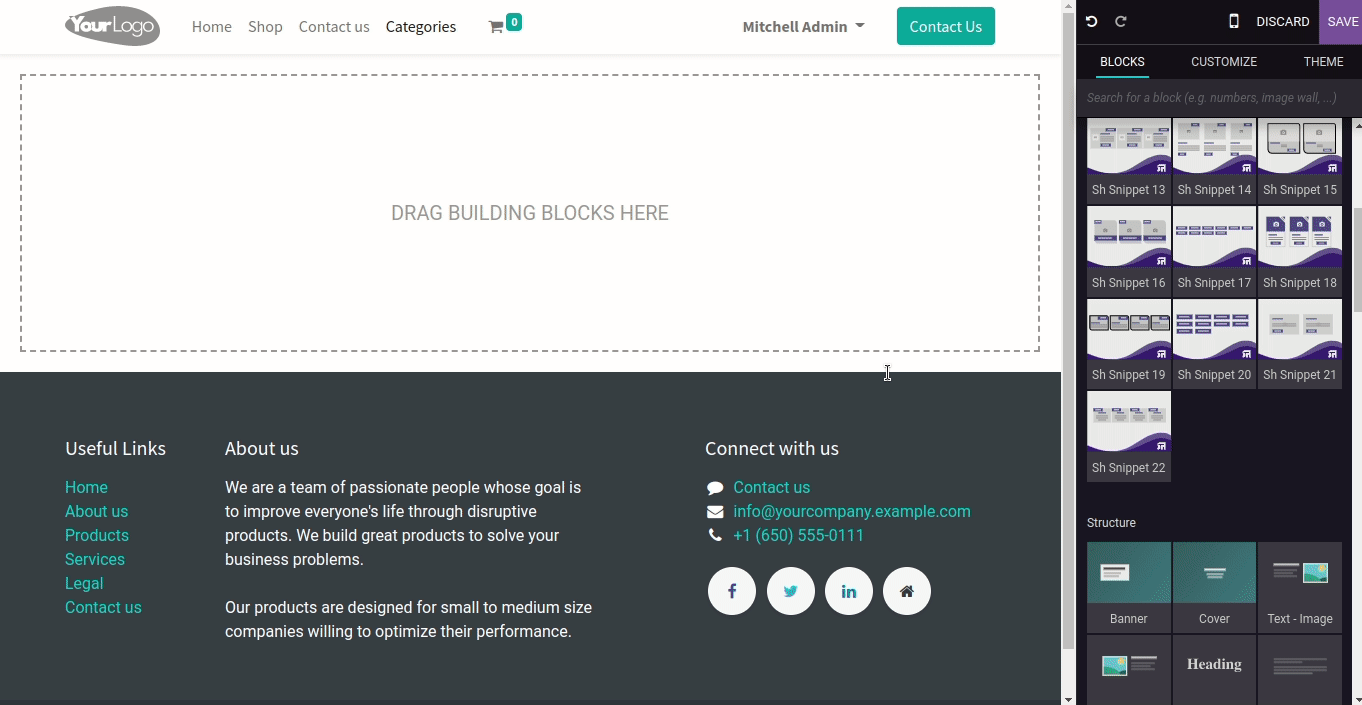 YourLogo
Home Shop Contact us Categories 0 Mitchell Admin Contact Us
DISCARD SAVE
BLOCKS CUSTOMIZE THEME
Search for a block (e.g. numbers, image wall, ...)
DRAG BUILDING BLOCKS HERE
Sh Snippet 13 Sh Snippet 14 Sh Snippet 15
Sh Snippet 16 Sh Snippet 17 Sh Snippet 18
Sh Snippet 19 Sh Snippet 20 Sh Snippet 21
Sh Snippet 22
Structure
Banner Cover Text - Image
Heading
Useful Links
Home
About us
Products
Services
Legal
Contact us
About us
We are a team of passionate people whose goal is
to improve everyone's life through disruptive
products. We build great products to solve your
business problems.
Our products are designed for small to medium size
companies willing to optimize their performance.
Connect with us
Contact us
info@yourcompany.example.com
+1 (650) 555-0111